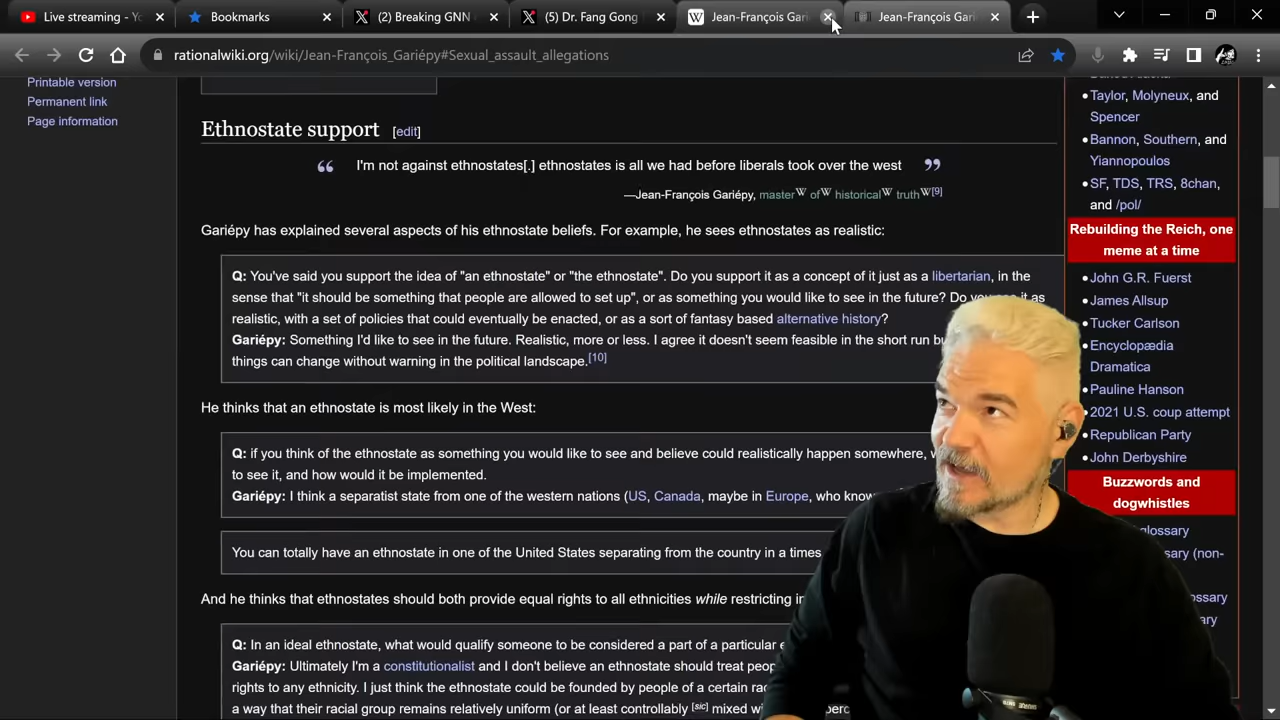 Live streaming - Yo
Bookmarks
(2) Breaking GNN
(5) Dr. Fang Gong
Jean-François Gari
Jean-François Gari
rationalwiki.org/wiki/Jean-François_Gariépy#Sexual_assault_allegations
Printable version
Permanent link
Page information
Ethnostate support [edit]
“ I'm not against ethnostates[.] ethnostates is all we had before liberals took over the west ”
—Jean-François Gariépy, master of historical truth[9]
Gariépy has explained several aspects of his ethnostate beliefs. For example, he sees ethnostates as realistic:
Q: You've said you support the idea of "an ethnostate" or "the ethnostate". Do you support it as a concept of it just as a libertarian, in the
sense that "it should be something that people are allowed to set up", or as something you would like to see in the future? Do you see it as
realistic, with a set of policies that could eventually be enacted, or as a sort of fantasy based alternative history?
Gariépy: Something I'd like to see in the future. Realistic, more or less. I agree it doesn't seem feasible in the short run bu
things can change without warning in the political landscape.[10]
He thinks that an ethnostate is most likely in the West:
Q: if you think of the ethnostate as something you would like to see and believe could realistically happen somewhere, w
to see it, and how would it be implemented.
Gariépy: I think a separatist state from one of the western nations (US, Canada, maybe in Europe, who know
You can totally have an ethnostate in one of the United States separating from the country in a times
And he thinks that ethnostates should both provide equal rights to all ethnicities while restricting in
Q: In an ideal ethnostate, what would qualify someone to be considered a part of a particular e
Gariépy: Ultimately I'm a constitutionalist and I don't believe an ethnostate should treat peop
rights to any ethnicity. I just think the ethnostate could be founded by people of a certain rac
a way that their racial group remains relatively uniform (or at least controllably [sic] mixed wi
Taylor, Molyneux, and
Spencer
Bannon, Southern, and
Yiannopoulos
SF, TDS, TRS, 8chan,
and /pol/
Rebuilding the Reich, one
meme at a time
John G.R. Fuerst
James Allsup
Tucker Carlson
Encyclopædia
Dramatica
Pauline Hanson
2021 U.S. coup attempt
Republican Party
John Derbyshire
Buzzwords and
dogwhistles
glossary
sary (non-
ossary
ry